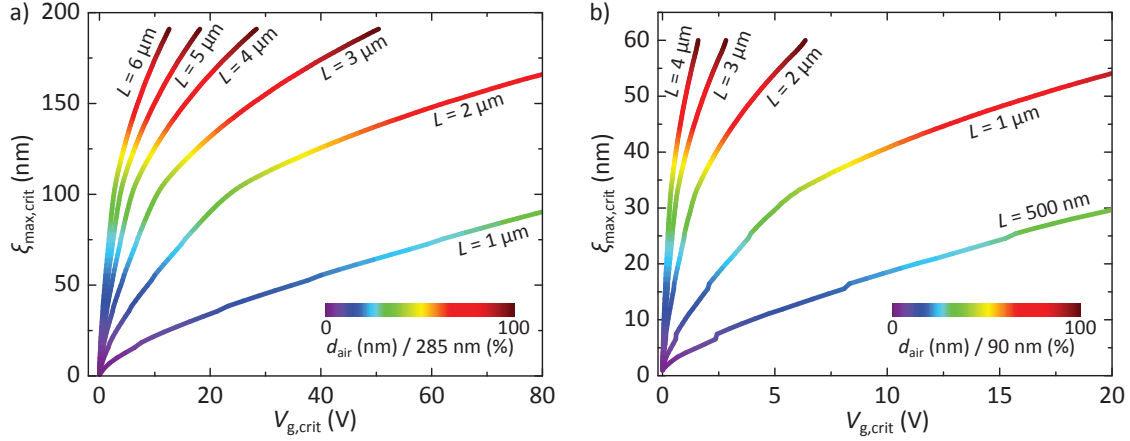 a)
200
150
100
50
0
ξmax,crit (nm)
L = 6 µm
L = 5 µm
L = 4 µm
L = 3 µm
L = 2 µm
L = 1 µm
0 100
dair (nm) / 285 nm (%)
0 20 40 60 80
Vg,crit (V)
b)
60
50
40
30
20
10
0
ξmax,crit (nm)
L = 4 µm
L = 3 µm
L = 2 µm
L = 1 µm
L = 500 nm
0 100
dair (nm) / 90 nm (%)
0 5 10 15 20
Vg,crit (V)